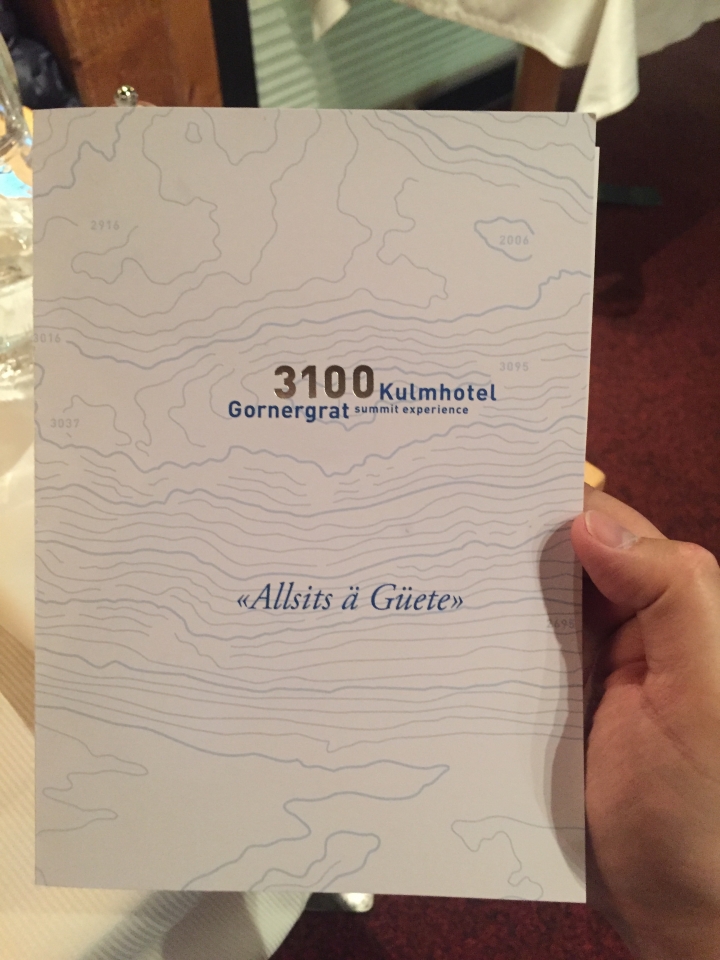 2916
2006
3016
3095
3100 Kulmhotel
Gornergrat summit experience
3037
«Allsits ä Güete»